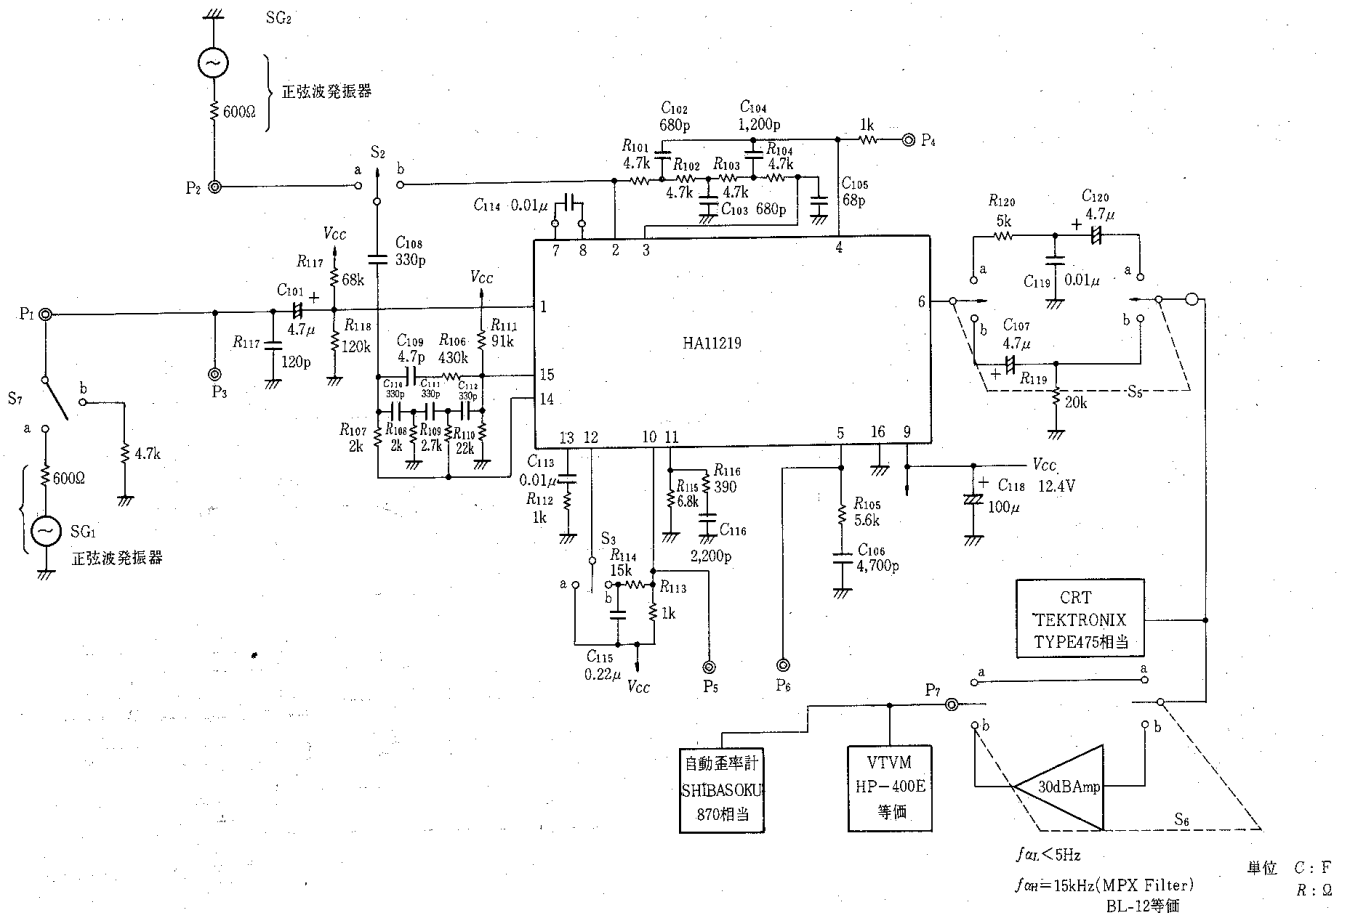 SG₂
正弦波発振器
600Ω
P₂
S₂
a
b
C₁₀₂
680p
C₁₀₄
1,200p
1k
P₄
R₁₀₁
4.7k
R₁₀₂
4.7k
R₁₀₃
4.7k
R₁₀₄
4.7k
C₁₀₃ 680p
C₁₀₅
68p
C₁₁₄ 0.01μ
7
8
2
3
4
C₁₀₈
330p
Vcc
R₁₁₇
68k
C₁₀₁
+
4.7μ
P₁
R₁₁₇
120p
R₁₁₈
120k
P₃
Vcc
R₁₁₁
91k
C₁₀₉
4.7p
R₁₀₆
430k
C₁₁₀
330p
C₁₁₁
330p
C₁₁₂
330p
R₁₀₇
2k
R₁₀₈
2k
R₁₀₉
2.7k
R₁₁₀
22k
1
15
14
HA11219
6
13
12
10
11
5
16
9
R₁₂₀
5k
C₁₂₀
+
4.7μ
a
C₁₁₉
0.01μ
a
b
b
C₁₀₇
4.7μ
+
R₁₁₉
20k
S₅
S₇
b
a
4.7k
600Ω
SG₁
正弦波発振器
C₁₁₃
0.01μ
R₁₁₂
1k
R₁₁₅
6.8k
R₁₁₆
390
C₁₁₆
2,200p
R₁₀₅
5.6k
C₁₀₆
4,700p
Vcc
12.4V
+
C₁₁₈
100μ
S₃
a
b
R₁₁₄
15k
R₁₁₃
1k
C₁₁₅
0.22μ
Vcc
P₅
P₆
CRT
TEKTRONIX
TYPE475相当
P₇
a
a
b
b
30dBAmp
S₆
自動歪率計
SHIBASOKU
870相当
VTVM
HP-400E
等価
fαL<5Hz
fαH=15kHz(MPX Filter)
BL-12等価
単位 C:F
R:Ω